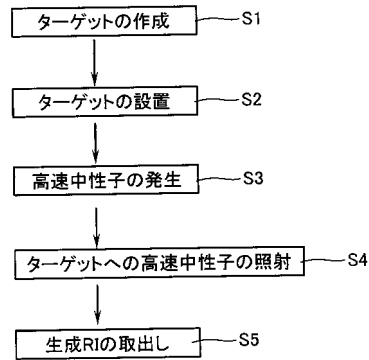 ターゲットの作成 S1
ターゲットの設置 S2
高速中性子の発生 S3
ターゲットへの高速中性子の照射 S4
生成RIの取出し S5